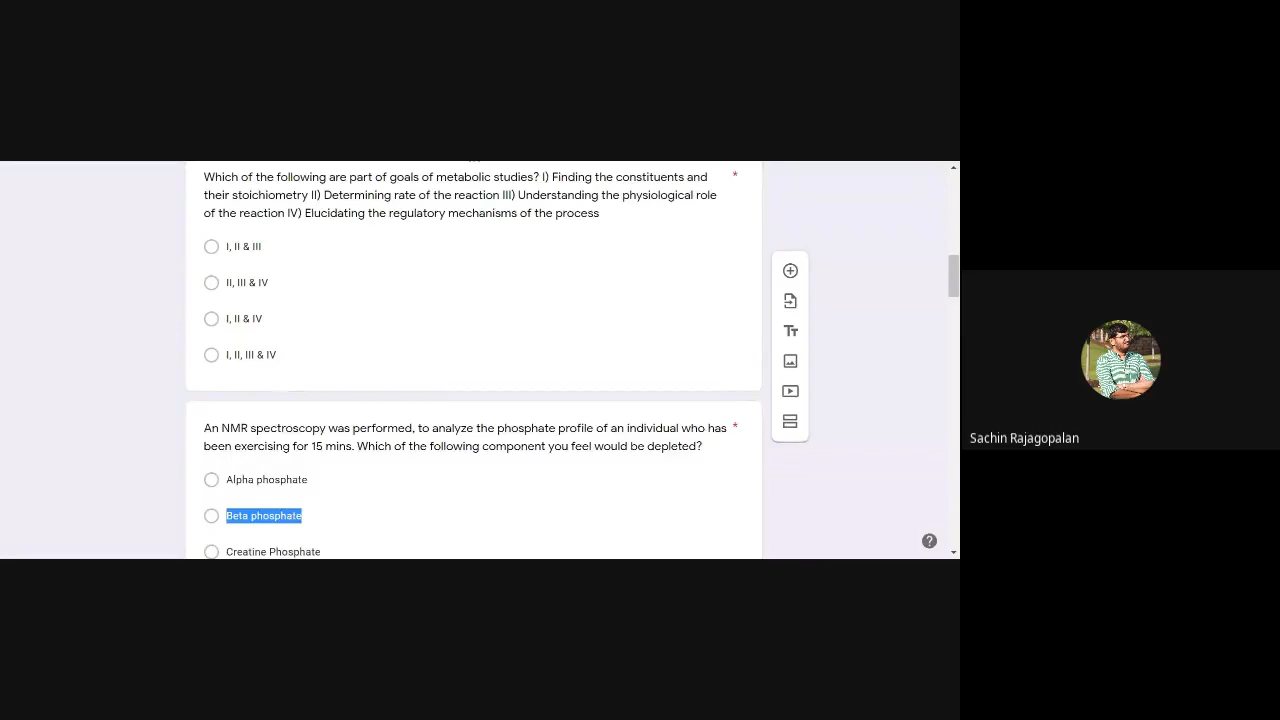 Which of the following are part of goals of metabolic studies? I) Finding the constituents and *
their stoichiometry II) Determining rate of the reaction III) Understanding the physiological role
of the reaction IV) Elucidating the regulatory mechanisms of the process
I, II & III
II, III & IV
I, II & IV
I, II, III & IV
Tt
An NMR spectroscopy was performed, to analyze the phosphate profile of an individual who has *
been exercising for 15 mins. Which of the following component you feel would be depleted?
Alpha phosphate
Beta phosphate
Creatine Phosphate
Sachin Rajagopalan